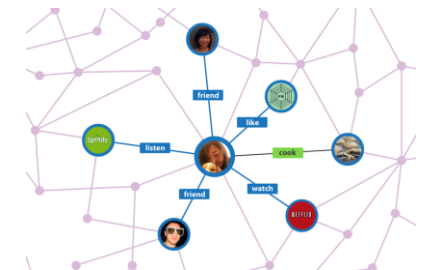 friend
like
Spotify
listen
cook
friend
watch
NETFLIX